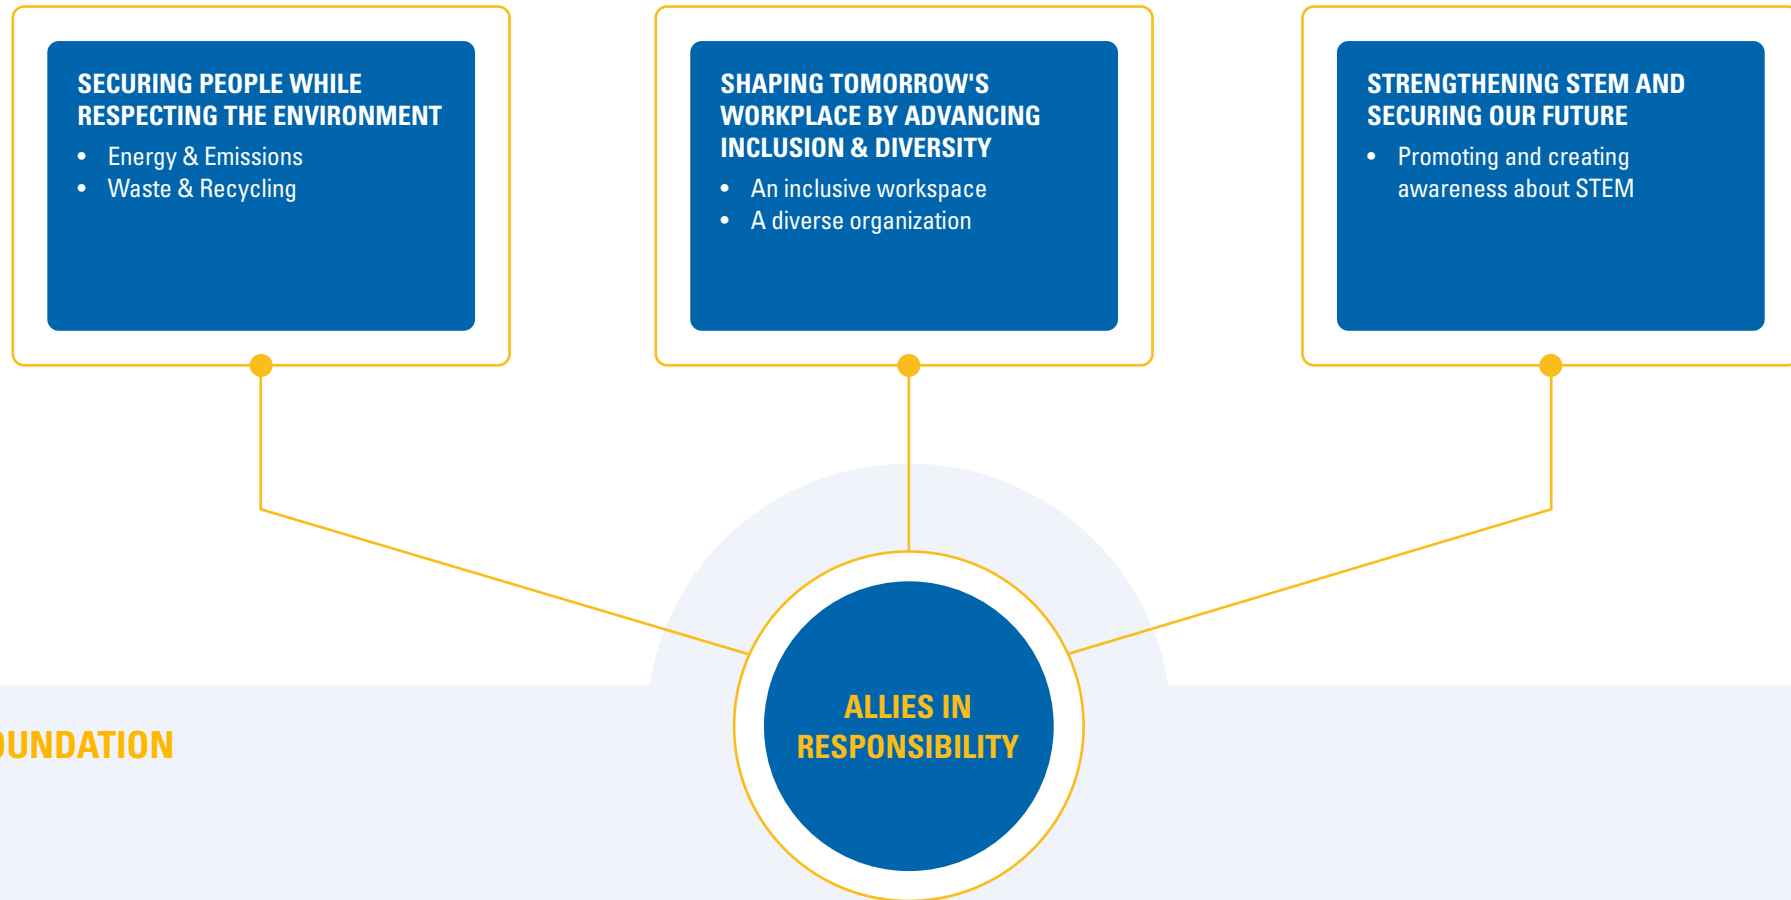 SECURING PEOPLE WHILE
RESPECTING THE ENVIRONMENT
• Energy & Emissions
• Waste & Recycling
SHAPING TOMORROW'S
WORKPLACE BY ADVANCING
INCLUSION & DIVERSITY
• An inclusive workspace
• A diverse organization
STRENGTHENING STEM AND
SECURING OUR FUTURE
• Promoting and creating
awareness about STEM
ALLIES IN
RESPONSIBILITY